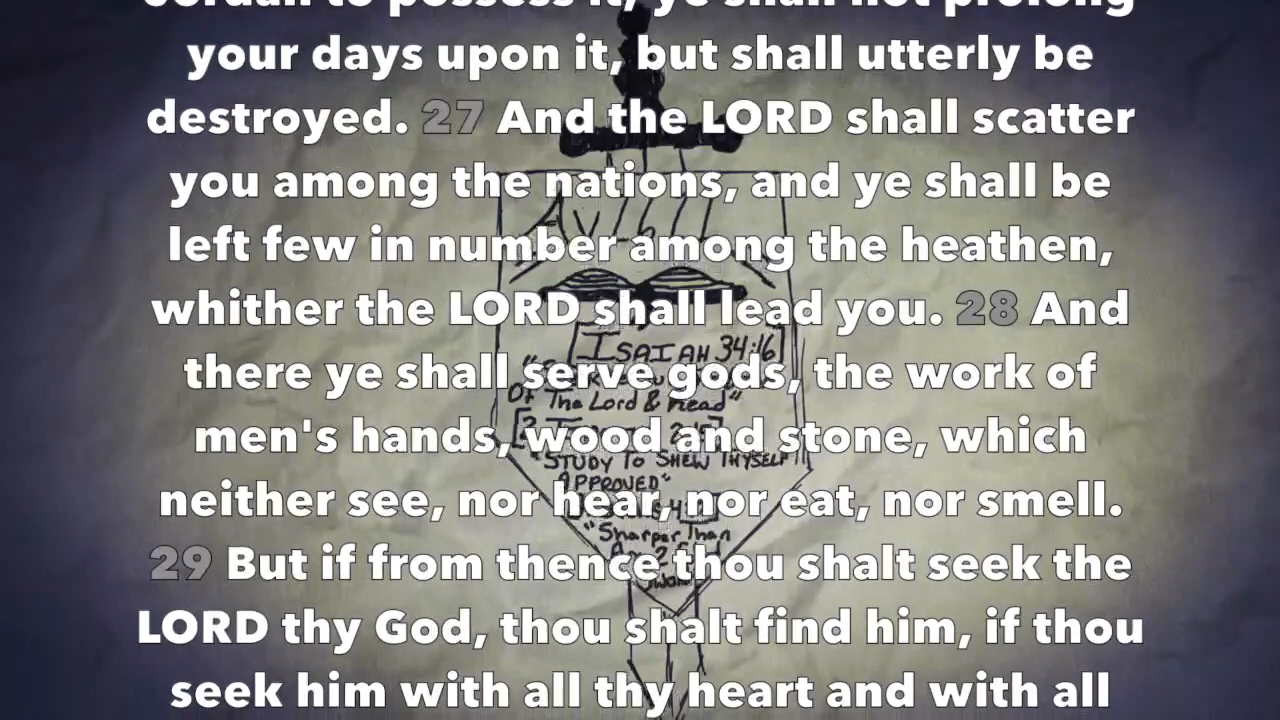 Jordan to possess it; ye shall not prolong
your days upon it, but shall utterly be
destroyed. 27 And the LORD shall scatter
you among the nations, and ye shall be
left few in number among the heathen,
whither the LORD shall lead you. 28 And
there ye shall serve gods, the work of
men's hands, wood and stone, which
neither see, nor hear, nor eat, nor smell.
29 But if from thence thou shalt seek the
LORD thy God, thou shalt find him, if thou
seek him with all thy heart and with all
AV1611
ISAIAH 34:16
Of The Lord & Read"
"STUDY To SHEW THYSELF
APPROVED"
"Sharper Than